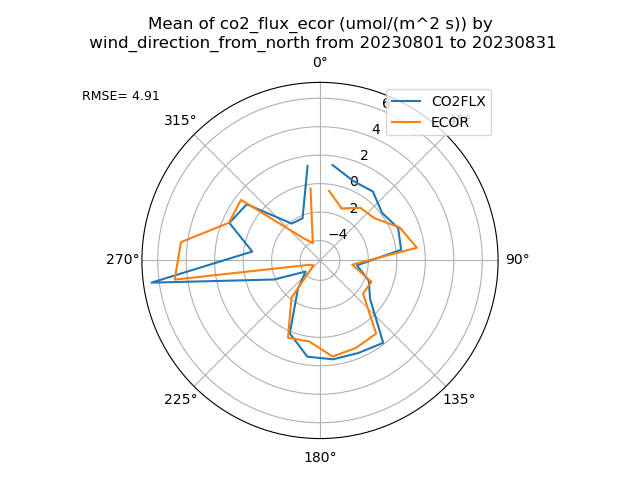 Mean of co2_flux_ecor (umol/(m^2 s)) by
wind_direction_from_north from 20230801 to 20230831
0°
RMSE= 4.91
CO2FLX
ECOR
315°
6
4
2
0
2
−4
270°
90°
225°
135°
180°